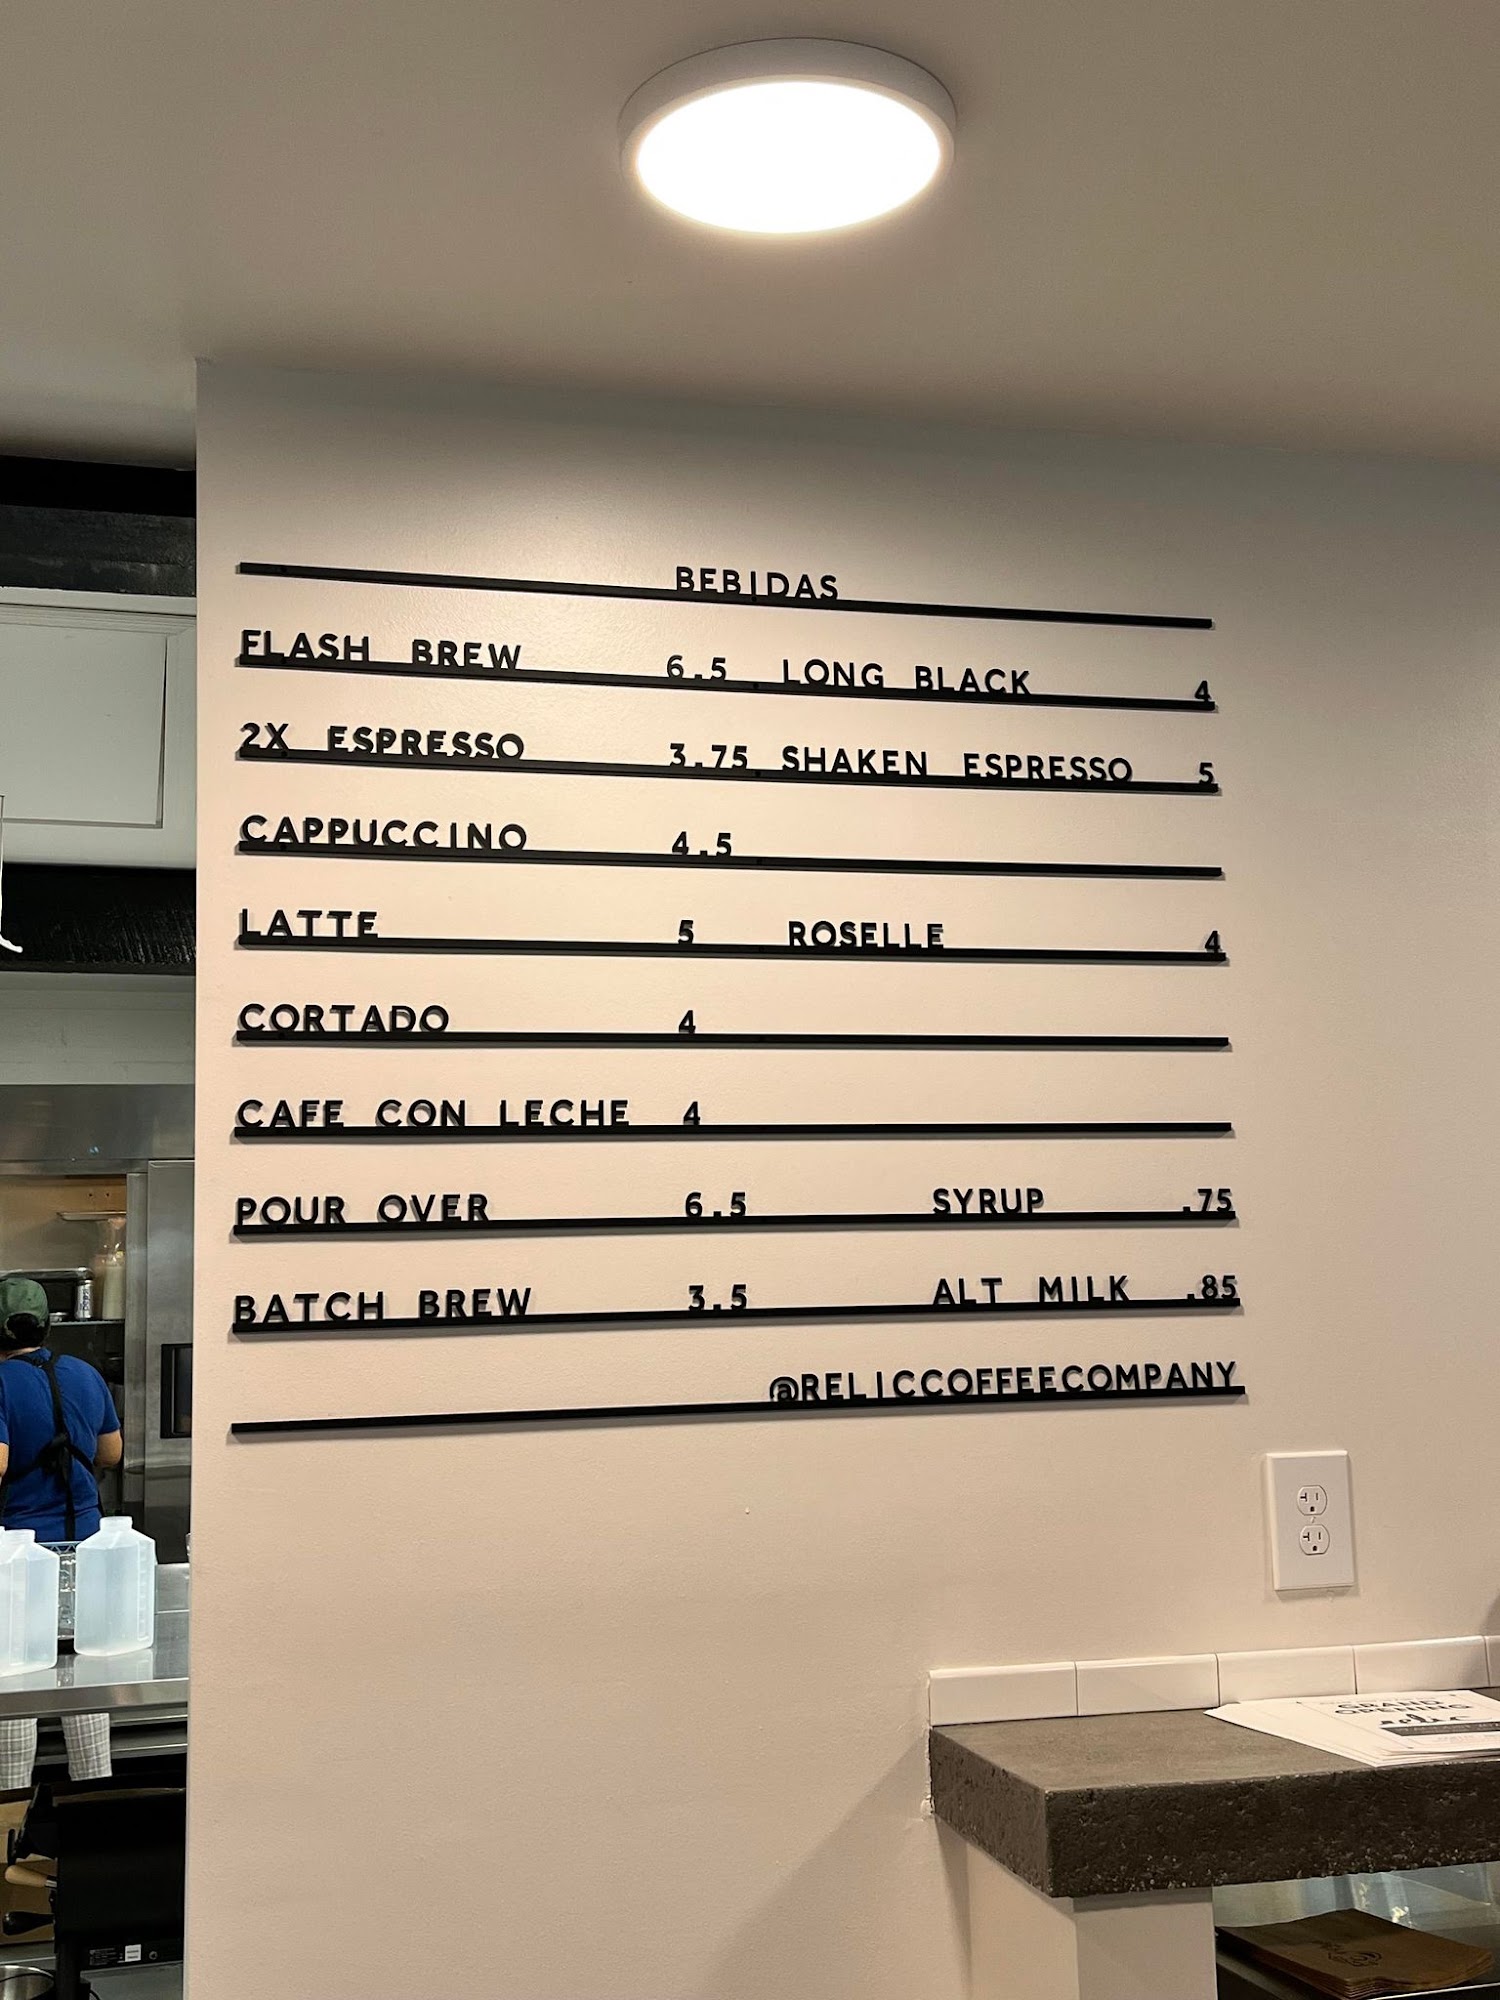 BEBIDAS
FLASH BREW 6.5 LONG BLACK 4
2X ESPRESSO 3.75 SHAKEN ESPRESSO 5
CAPPUCCINO 4.5
LATTE 5 ROSELLE 4
CORTADO 4
CAFE CON LECHE 4
POUR OVER 6.5 SYRUP .75
BATCH BREW 3.5 ALT MILK .85
@RELICCOFFEECOMPANY
GRAND
OPENING